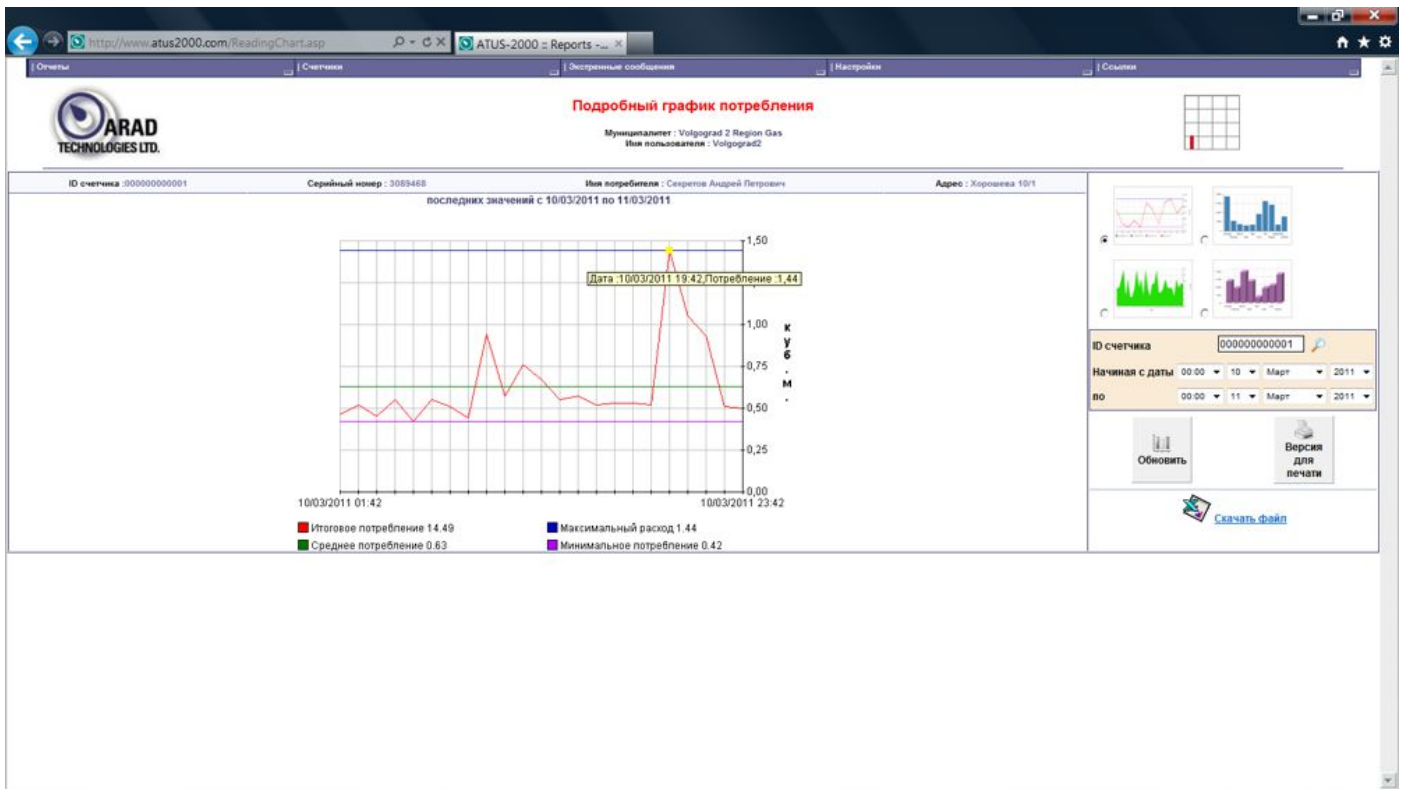 http://www.atus2000.com/ReadingChart.asp
ATUS-2000 :: Reports -...
| Отчеты | Счетчики | Экстренные сообщения | Настройки | Ссылки
ARAD
TECHNOLOGIES LTD.
Подробный график потребления
Муниципалитет : Volgograd 2 Region Gas
Имя пользователя : Volgograd2
ID счетчика :000000000001 Серийный номер : 3089468 Имя потребителя : Секретов Андрей Петрович Адрес : Хорошева 10/1
последних значений с 10/03/2011 по 11/03/2011
1,50
Дата :10/03/2011 19:42,Потребление :1,44
1,00
0,75
0,50
0,25
0,00
куб.м.
10/03/2011 01:42 10/03/2011 23:42
Итоговое потребление 14.49 Максимальный расход 1.44
Среднее потребление 0.63 Минимальное потребление 0.42
ID счетчика 000000000001
Начиная с даты 00:00 10 Март 2011
по 00:00 11 Март 2011
Обновить
Версия
для
печати
Скачать файл